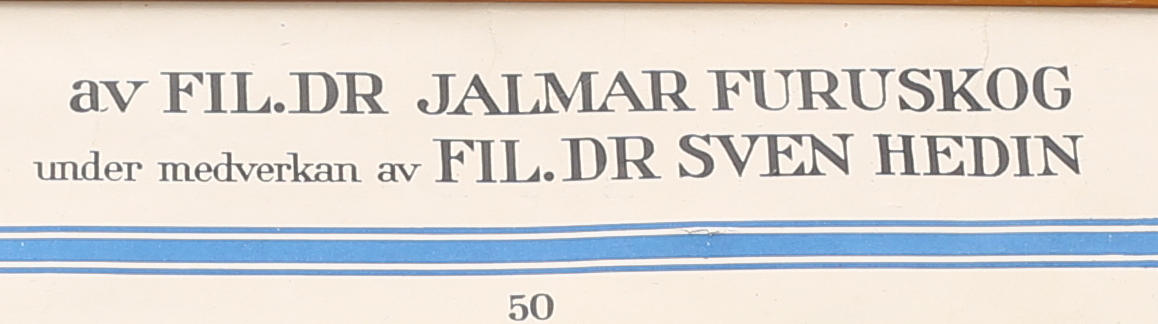 av FIL.DR JALMAR FURUSKOG
under medverkan av FIL.DR SVEN HEDIN
50